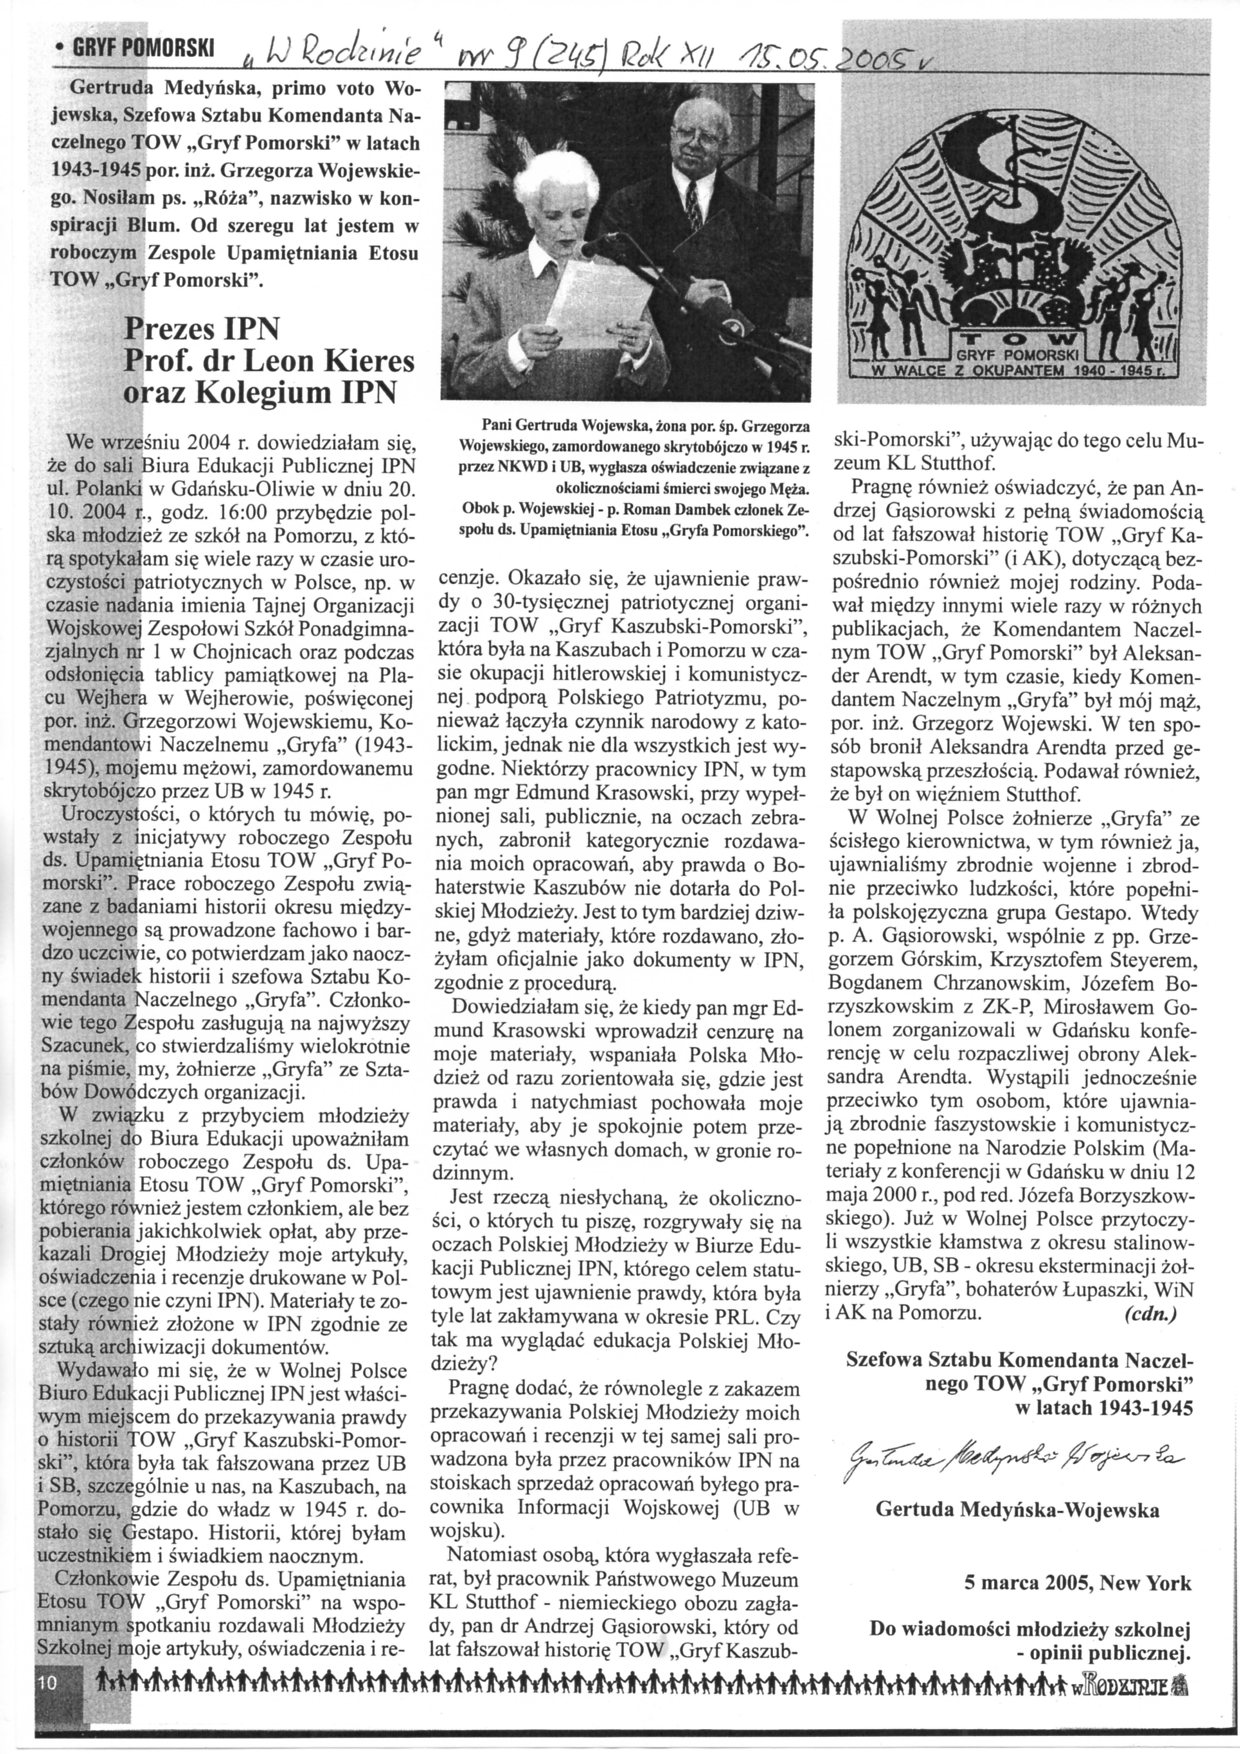 • GRYF POMORSKI
„W Rodzinie" nr 9 (245) Rok XII 15.05.2005 r
Gertruda Medyńska, primo voto Wo-
jewska, Szefowa Sztabu Komendanta Na-
czelnego TOW „Gryf Pomorski” w latach
1943-1945 por. inż. Grzegorza Wojewskie-
go. Nosiłam ps. „Róża”, nazwisko w kon-
spiracji Blum. Od szeregu lat jestem w
roboczym Zespole Upamiętniania Etosu
TOW „Gryf Pomorski”.
Prezes IPN
Prof. dr Leon Kieres
oraz Kolegium IPN
We wrześniu 2004 r. dowiedziałam się,
że do sali Biura Edukacji Publicznej IPN
ul. Polanki w Gdańsku-Oliwie w dniu 20.
10. 2004 r., godz. 16:00 przybędzie pol-
ska młodzież ze szkół na Pomorzu, z któ-
rą spotykałam się wiele razy w czasie uro-
czystości patriotycznych w Polsce, np. w
czasie nadania imienia Tajnej Organizacji
Wojskowej Zespołowi Szkół Ponadgimna-
zjalnych nr 1 w Chojnicach oraz podczas
odsłonięcia tablicy pamiątkowej na Pla-
cu Wejhera w Wejherowie, poświęconej
por. inż. Grzegorzowi Wojewskiemu, Ko-
mendantowi Naczelnemu „Gryfa” (1943-
1945), mojemu mężowi, zamordowanemu
skrytobójczo przez UB w 1945 r.
Uroczystości, o których tu mówię, po-
wstały z inicjatywy roboczego Zespołu
ds. Upamiętniania Etosu TOW „Gryf Po-
morski”. Prace roboczego Zespołu zwią-
zane z badaniami historii okresu między-
wojennego są prowadzone fachowo i bar-
dzo uczciwie, co potwierdzam jako naocz-
ny świadek historii i szefowa Sztabu Ko-
mendanta Naczelnego „Gryfa”. Członko-
wie tego Zespołu zasługują na najwyższy
Szacunek, co stwierdzaliśmy wielokrotnie
na piśmie, my, żołnierze „Gryfa” ze Szta-
bów Dowódczych organizacji.
W związku z przybyciem młodzieży
szkolnej do Biura Edukacji upoważniłam
członków roboczego Zespołu ds. Upa-
miętniania Etosu TOW „Gryf Pomorski”,
którego również jestem członkiem, ale bez
pobierania jakichkolwiek opłat, aby prze-
kazali Drogiej Młodzieży moje artykuły,
oświadczenia i recenzje drukowane w Pol-
sce (czego nie czyni IPN). Materiały te zo-
stały również złożone w IPN zgodnie ze
sztuką archiwizacji dokumentów.
Wydawało mi się, że w Wolnej Polsce
Biuro Edukacji Publicznej IPN jest właści-
wym miejscem do przekazywania prawdy
o historii TOW „Gryf Kaszubski-Pomor-
ski”, która była tak fałszowana przez UB
i SB, szczególnie u nas, na Kaszubach, na
Pomorzu, gdzie do władz w 1945 r. do-
stało się Gestapo. Historii, której byłam
uczestnikiem i świadkiem naocznym.
Członkowie Zespołu ds. Upamiętniania
Etosu TOW „Gryf Pomorski” na wspo-
mnianym spotkaniu rozdawali Młodzieży
Szkolnej moje artykuły, oświadczenia i re-
Pani Gertruda Wojewska, żona por. śp. Grzegorza
Wojewskiego, zamordowanego skrytobójczo w 1945 r.
przez NKWD i UB, wygłasza oświadczenie związane z
okolicznościami śmierci swojego Męża.
Obok p. Wojewskiej - p. Roman Dambek członek Ze-
społu ds. Upamiętniania Etosu „Gryfa Pomorskiego”.
cenzje. Okazało się, że ujawnienie praw-
dy o 30-tysięcznej patriotycznej organi-
zacji TOW „Gryf Kaszubski-Pomorski”,
która była na Kaszubach i Pomorzu w cza-
sie okupacji hitlerowskiej i komunistycz-
nej podporą Polskiego Patriotyzmu, po-
nieważ łączyła czynnik narodowy z kato-
lickim, jednak nie dla wszystkich jest wy-
godne. Niektórzy pracownicy IPN, w tym
pan mgr Edmund Krasowski, przy wypeł-
nionej sali, publicznie, na oczach zebra-
nych, zabronił kategorycznie rozdawa-
nia moich opracowań, aby prawda o Bo-
haterstwie Kaszubów nie dotarła do Pol-
skiej Młodzieży. Jest to tym bardziej dziw-
ne, gdyż materiały, które rozdawano, zło-
żyłam oficjalnie jako dokumenty w IPN,
zgodnie z procedurą.
Dowiedziałam się, że kiedy pan mgr Ed-
mund Krasowski wprowadził cenzurę na
moje materiały, wspaniała Polska Mło-
dzież od razu zorientowała się, gdzie jest
prawda i natychmiast pochowała moje
materiały, aby je spokojnie potem prze-
czytać we własnych domach, w gronie ro-
dzinnym.
Jest rzeczą niesłychaną, że okoliczno-
ści, o których tu piszę, rozgrywały się na
oczach Polskiej Młodzieży w Biurze Edu-
kacji Publicznej IPN, którego celem statu-
towym jest ujawnienie prawdy, która była
tyle lat zakłamywana w okresie PRL. Czy
tak ma wyglądać edukacja Polskiej Mło-
dzieży?
Pragnę dodać, że równolegle z zakazem
przekazywania Polskiej Młodzieży moich
opracowań i recenzji w tej samej sali pro-
wadzona była przez pracowników IPN na
stoiskach sprzedaż opracowań byłego pra-
cownika Informacji Wojskowej (UB w
wojsku).
Natomiast osobą, która wygłaszała refe-
rat, był pracownik Państwowego Muzeum
KL Stutthof - niemieckiego obozu zagła-
dy, pan dr Andrzej Gąsiorowski, który od
lat fałszował historię TOW „Gryf Kaszub-
TOW
GRYF POMORSKI
W WALCE Z OKUPANTEM 1940 - 1945 r.
ski-Pomorski”, używając do tego celu Mu-
zeum KL Stutthof.
Pragnę również oświadczyć, że pan An-
drzej Gąsiorowski z pełną świadomością
od lat fałszował historię TOW „Gryf Ka-
szubski-Pomorski” (i AK), dotyczącą bez-
pośrednio również mojej rodziny. Poda-
wał między innymi wiele razy w różnych
publikacjach, że Komendantem Naczel-
nym TOW „Gryf Pomorski” był Aleksan-
der Arendt, w tym czasie, kiedy Komen-
dantem Naczelnym „Gryfa” był mój mąż,
por. inż. Grzegorz Wojewski. W ten spo-
sób bronił Aleksandra Arendta przed ge-
stapowską przeszłością. Podawał również,
że był on więźniem Stutthof.
W Wolnej Polsce żołnierze „Gryfa” ze
ścisłego kierownictwa, w tym również ja,
ujawnialiśmy zbrodnie wojenne i zbrod-
nie przeciwko ludzkości, które popełni-
ła polskojęzyczna grupa Gestapo. Wtedy
p. A. Gąsiorowski, wspólnie z pp. Grze-
gorzem Górskim, Krzysztofem Steyerem,
Bogdanem Chrzanowskim, Józefem Bo-
rzyszkowskim z ZK-P, Mirosławem Go-
lonem zorganizowali w Gdańsku konfe-
rencję w celu rozpaczliwej obrony Alek-
sandra Arendta. Wystąpili jednocześnie
przeciwko tym osobom, które ujawnia-
ją zbrodnie faszystowskie i komunistycz-
ne popełnione na Narodzie Polskim (Ma-
teriały z konferencji w Gdańsku w dniu 12
maja 2000 r., pod red. Józefa Borzyszkow-
skiego). Już w Wolnej Polsce przytoczy-
li wszystkie kłamstwa z okresu stalinow-
skiego, UB, SB - okresu eksterminacji żoł-
nierzy „Gryfa”, bohaterów Łupaszki, WiN
i AK na Pomorzu. (cdn.)
Szefowa Sztabu Komendanta Naczel-
nego TOW „Gryf Pomorski”
w latach 1943-1945
Gertruda Medyńska Wojewska
Gertuda Medyńska-Wojewska
5 marca 2005, New York
Do wiadomości młodzieży szkolnej
- opinii publicznej.
10
wRODZINIE